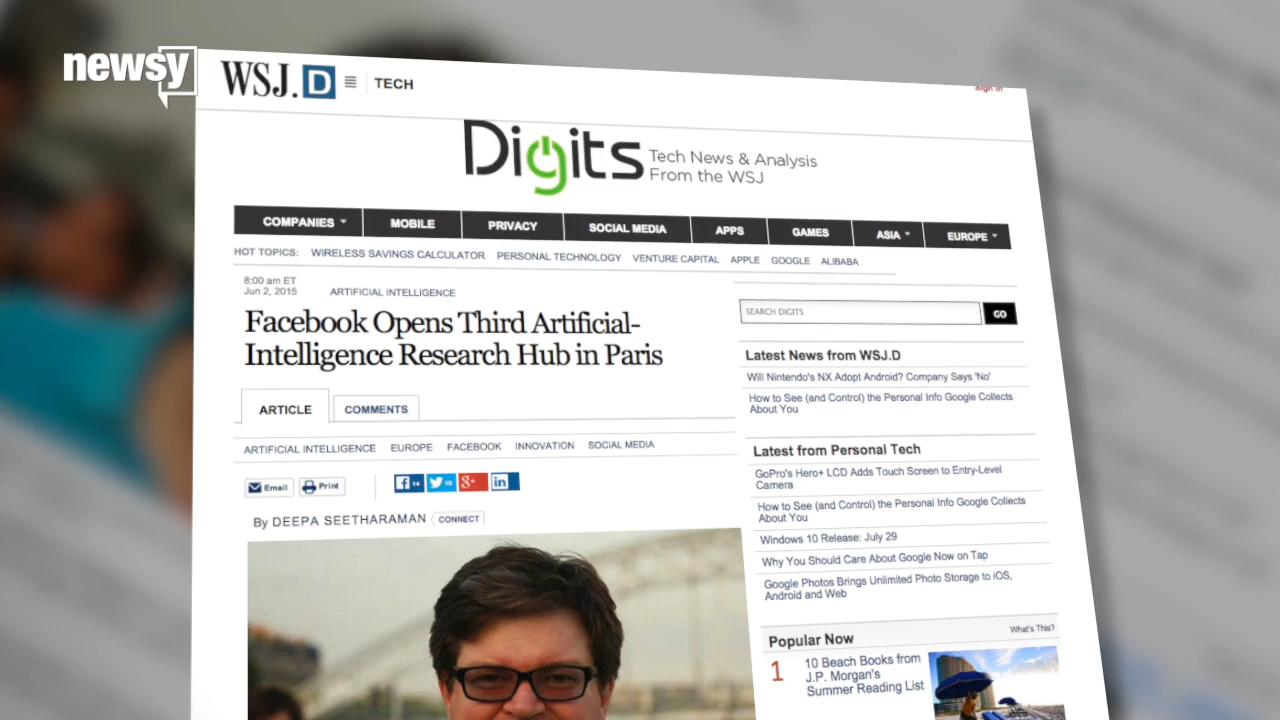 newsy
WSJ.D TECH
Sign In
Digits
Tech News & Analysis
From the WSJ
COMPANIES MOBILE PRIVACY SOCIAL MEDIA APPS GAMES ASIA EUROPE
HOT TOPICS: WIRELESS SAVINGS CALCULATOR PERSONAL TECHNOLOGY VENTURE CAPITAL APPLE GOOGLE ALIBABA
8:00 am ET
Jun 2, 2015 ARTIFICIAL INTELLIGENCE
Facebook Opens Third Artificial-
Intelligence Research Hub in Paris
ARTICLE COMMENTS
ARTIFICIAL INTELLIGENCE EUROPE FACEBOOK INNOVATION SOCIAL MEDIA
Email Print f 8+ in
By DEEPA SEETHARAMAN CONNECT
SEARCH DIGITS GO
Latest News from WSJ.D
Will Nintendo's NX Adopt Android? Company Says 'No'
How to See (and Control) the Personal Info Google Collects
About You
Latest from Personal Tech
GoPro's Hero+ LCD Adds Touch Screen to Entry-Level
Camera
How to See (and Control) the Personal Info Google Collects
About You
Windows 10 Release: July 29
Why You Should Care About Google Now on Tap
Google Photos Brings Unlimited Photo Storage to iOS,
Android and Web
Popular Now What's This?
1 10 Beach Books from
J.P. Morgan's
Summer Reading List